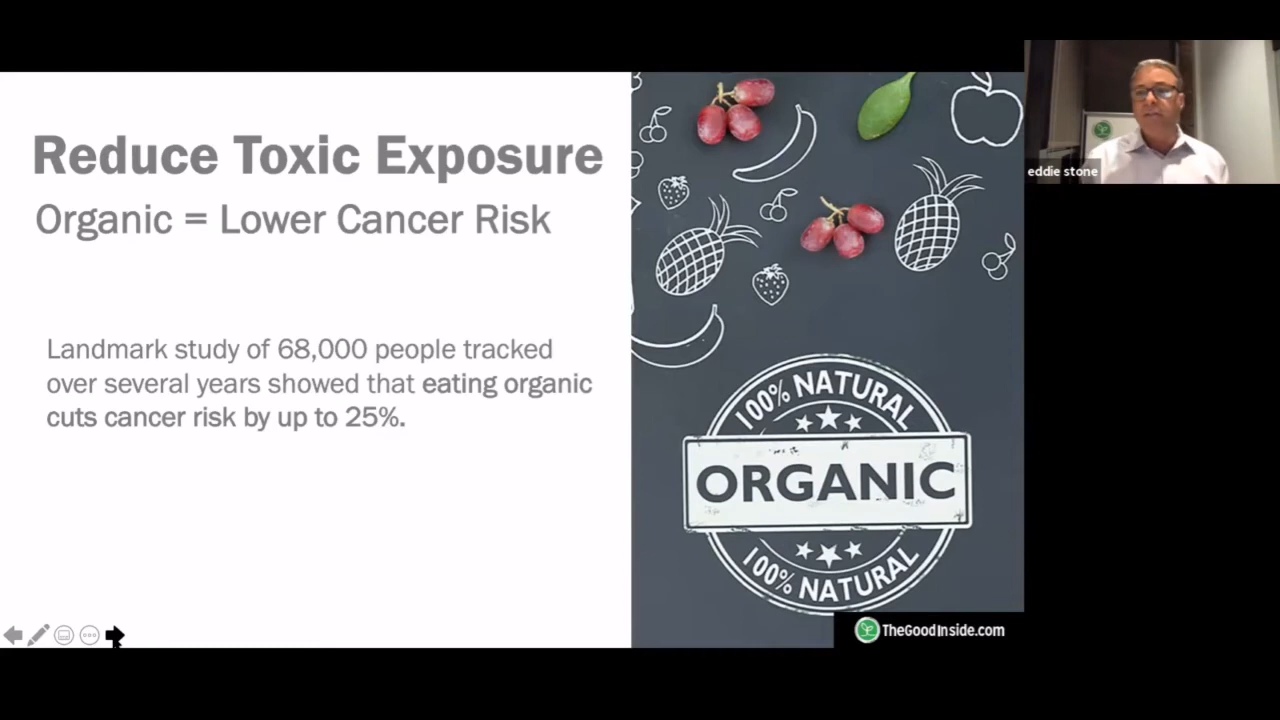 Reduce Toxic Exposure
Organic = Lower Cancer Risk
Landmark study of 68,000 people tracked
over several years showed that eating organic
cuts cancer risk by up to 25%.
100% NATURAL
ORGANIC
100% NATURAL
TheGoodInside.com
eddie stone